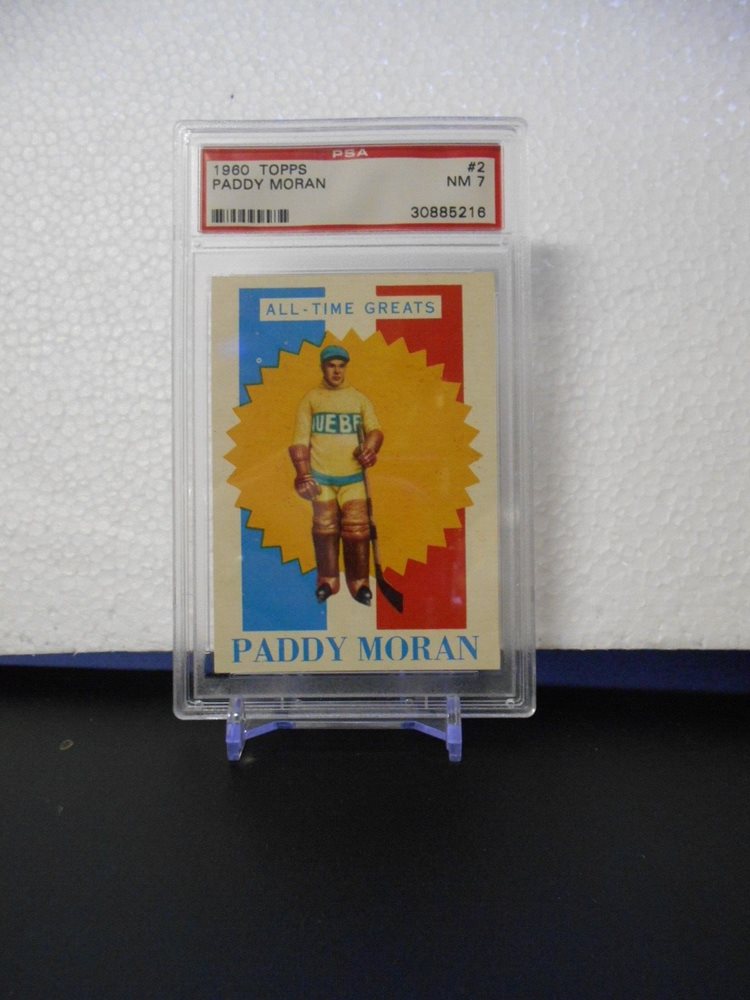 PSA
1960 TOPPS #2
PADDY MORAN NM 7
30885216
ALL-TIME GREATS
UEBE
PADDY MORAN